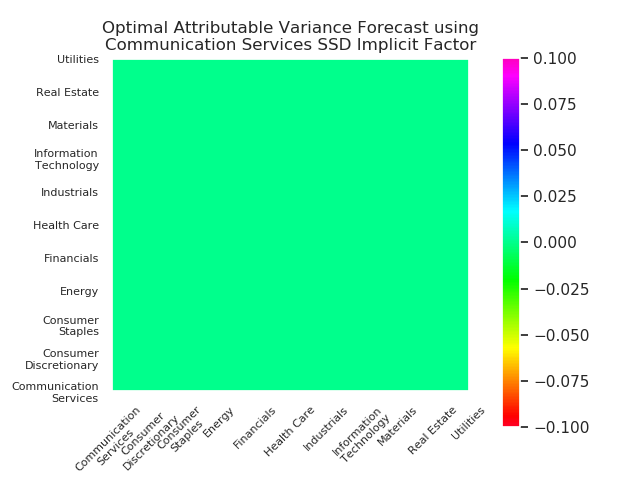 Optimal Attributable Variance Forecast using
Communication Services SSD Implicit Factor
Utilities
Real Estate
Materials
Information
Technology
Industrials
Health Care
Financials
Energy
Consumer
Staples
Consumer
Discretionary
Communication
Services
Communication
Services
Consumer
Discretionary
Consumer
Staples
Energy
Financials
Health Care
Industrials
Information
Technology
Materials
Real Estate
Utilities
0.100
0.075
0.050
0.025
0.000
−0.025
−0.050
−0.075
−0.100